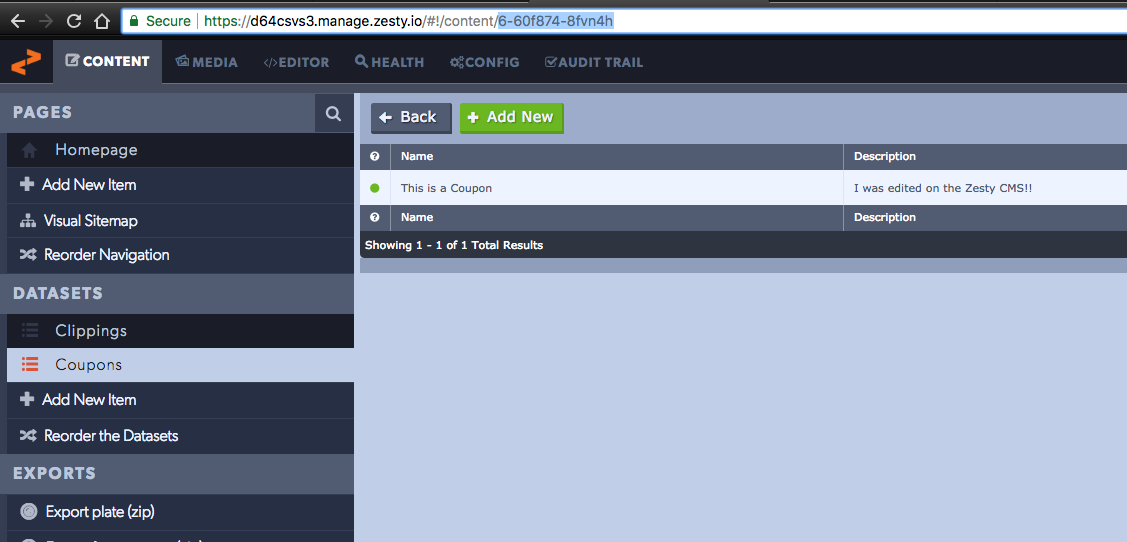 Secure | https://d64csvs3.manage.zesty.io/#!/content/6-60f874-8fvn4h
CONTENT MEDIA </>EDITOR HEALTH CONFIG AUDIT TRAIL
PAGES
Homepage
Add New Item
Visual Sitemap
Reorder Navigation
DATASETS
Clippings
Coupons
Add New Item
Reorder the Datasets
EXPORTS
Export plate (zip)
Back Add New
Name Description
This is a Coupon I was edited on the Zesty CMS!!
Name Description
Showing 1 - 1 of 1 Total Results